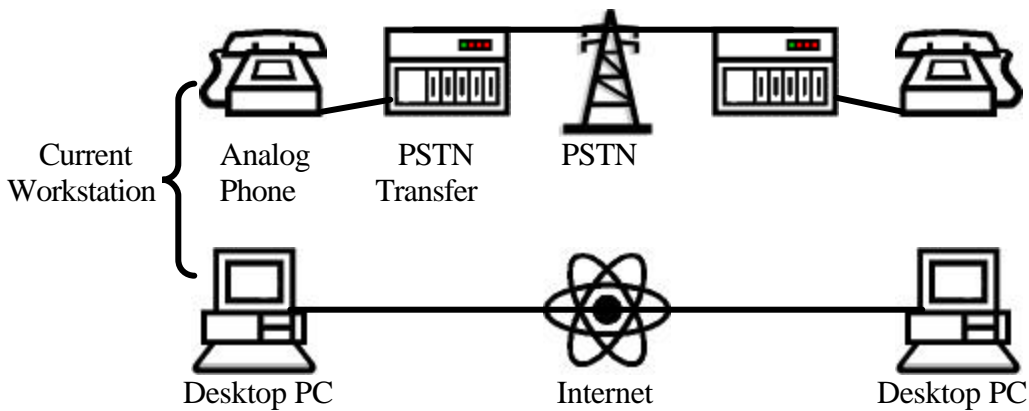 Current
Workstation
Analog
Phone
PSTN
Transfer
PSTN
Desktop PC
Internet
Desktop PC